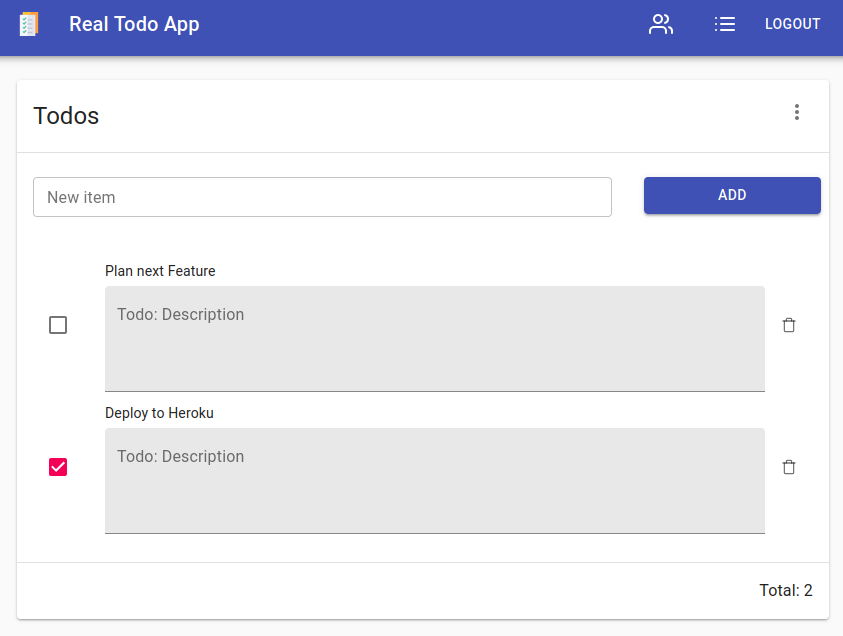 Real Todo App
LOGOUT
Todos
New item
ADD
Plan next Feature
Todo: Description
Deploy to Heroku
Todo: Description
Total: 2